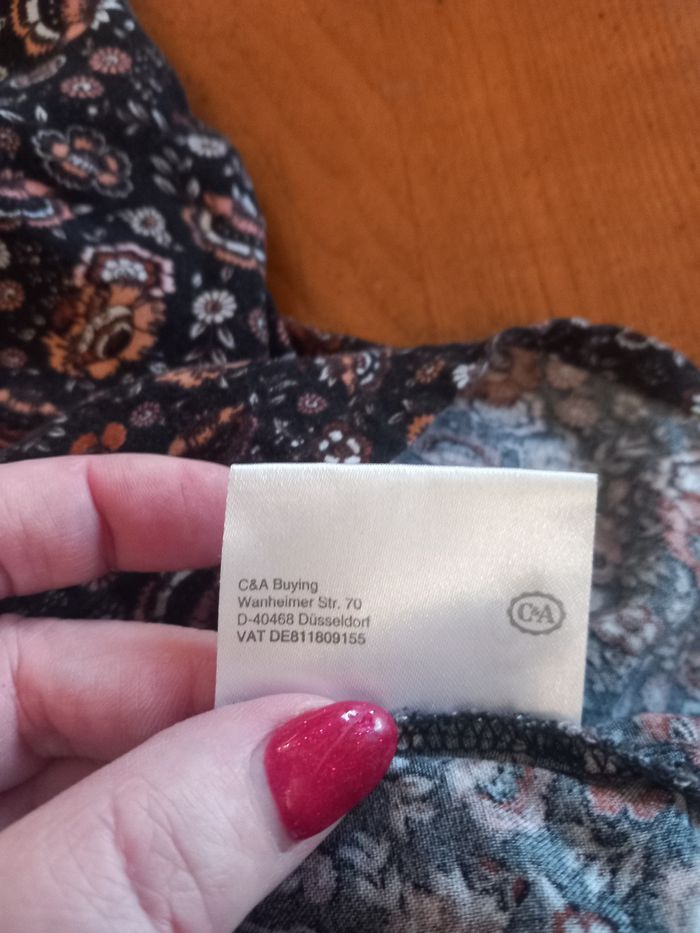 C&A Buying
Wanheimer Str. 70
D-40468 Düsseldorf
VAT DE811809155
C&A